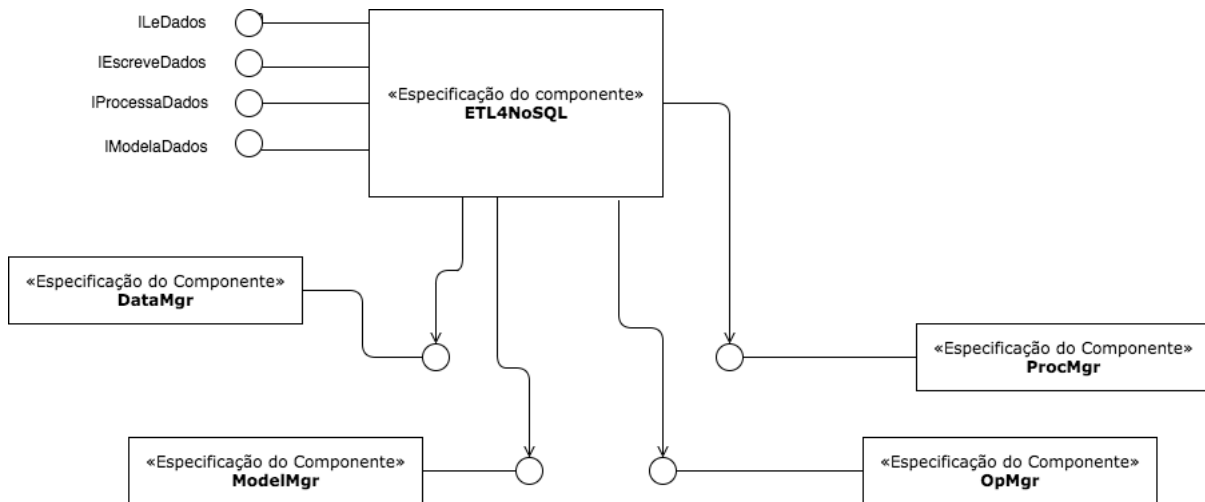 ILeDados
IEscreveDados
IProcessaDados
IModelaDados
«Especificação do componente»
ETL4NoSQL
«Especificação do Componente»
DataMgr
«Especificação do Componente»
ProcMgr
«Especificação do Componente»
ModelMgr
«Especificação do Componente»
OpMgr